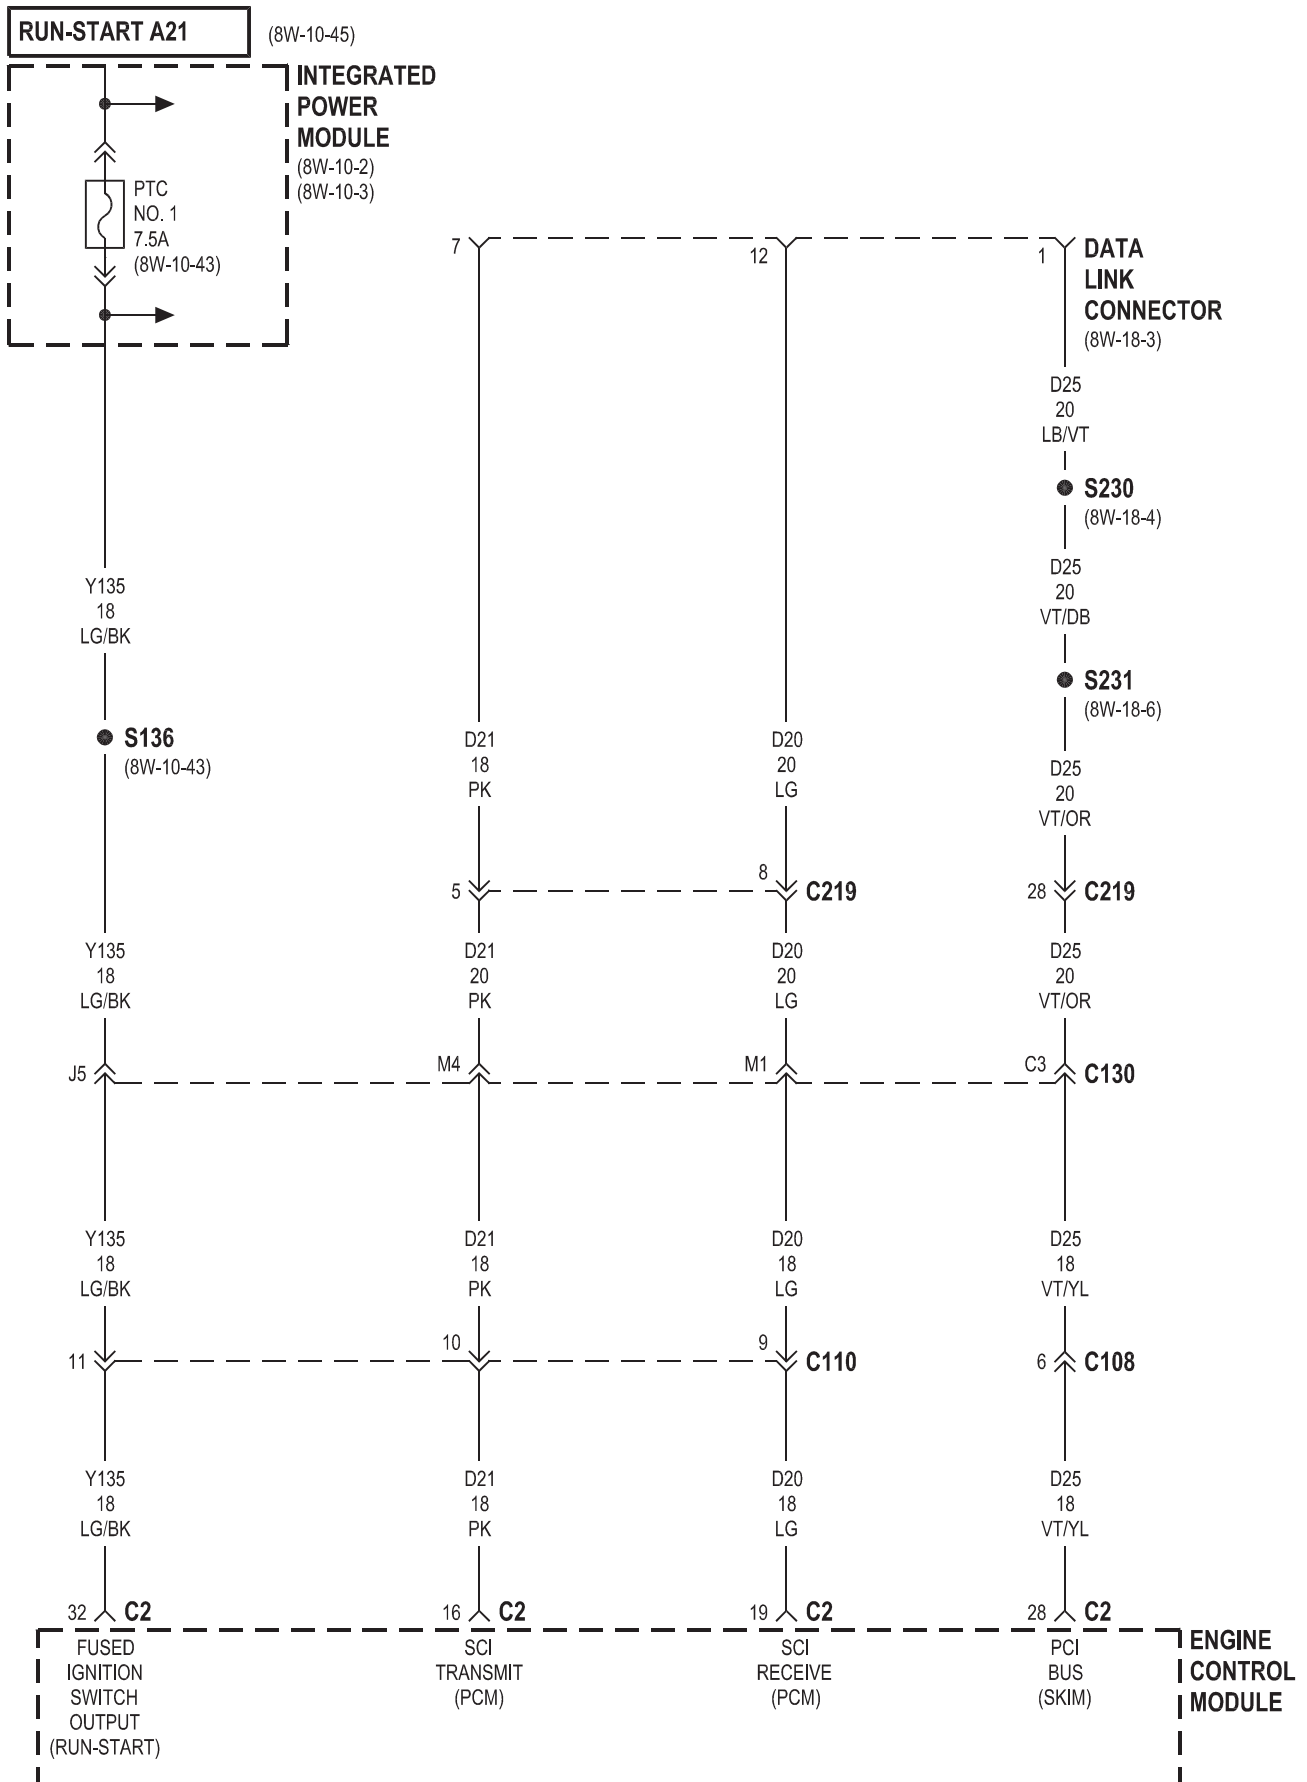 RUN-START A21
(8W-10-45)
INTEGRATED
POWER
MODULE
(8W-10-2)
(8W-10-3)
PTC
NO. 1
7.5A
(8W-10-43)
7
12
1
DATA
LINK
CONNECTOR
(8W-18-3)
D25
20
LB/VT
S230
(8W-18-4)
Y135
18
LG/BK
D25
20
VT/DB
S231
(8W-18-6)
S136
(8W-10-43)
D21
18
PK
D20
20
LG
D25
20
VT/OR
5
8
C219
28
C219
Y135
18
LG/BK
D21
20
PK
D20
20
LG
D25
20
VT/OR
J5
M4
M1
C3
C130
Y135
18
LG/BK
D21
18
PK
D20
18
LG
D25
18
VT/YL
11
10
9
C110
6
C108
Y135
18
LG/BK
D21
18
PK
D20
18
LG
D25
18
VT/YL
32
C2
16
C2
19
C2
28
C2
FUSED
IGNITION
SWITCH
OUTPUT
(RUN-START)
SCI
TRANSMIT
(PCM)
SCI
RECEIVE
(PCM)
PCI
BUS
(SKIM)
ENGINE
CONTROL
MODULE